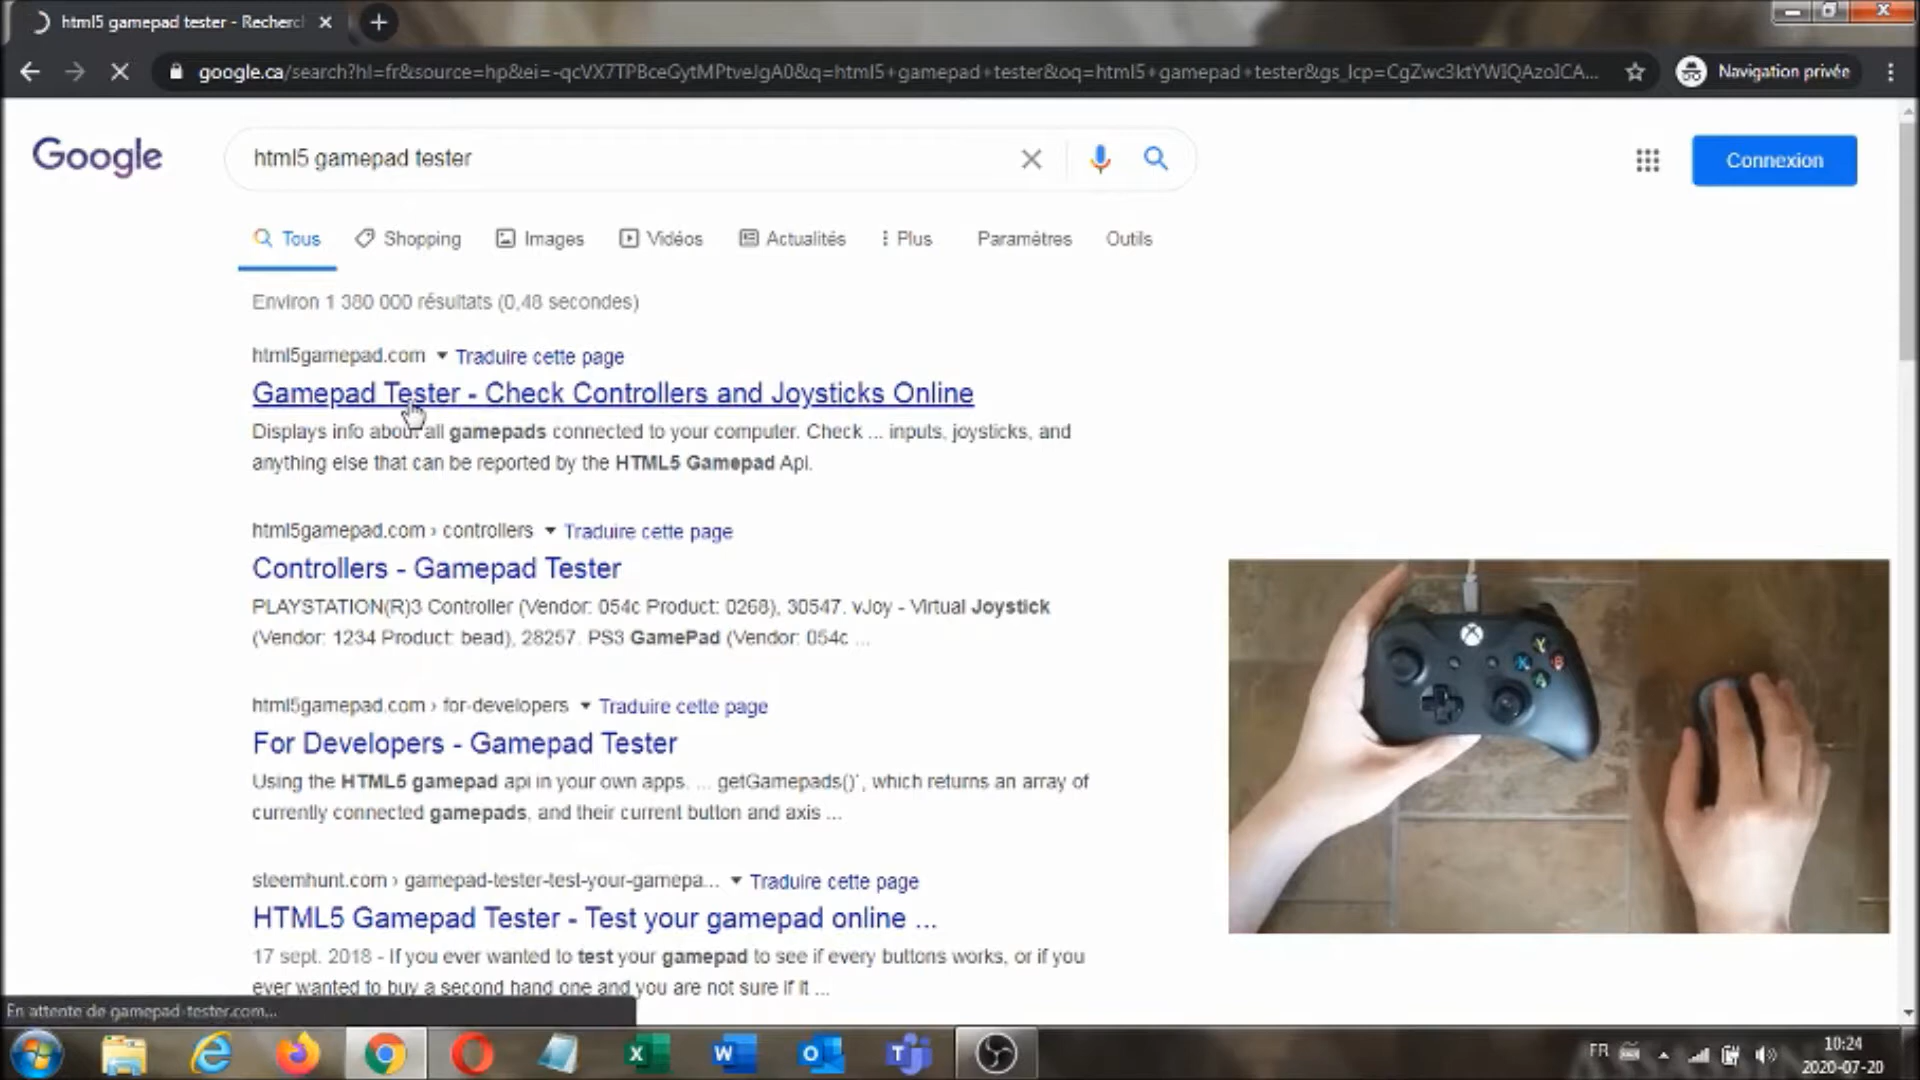 html5 gamepad tester - Recherc
google.ca/search?hl=fr&source=hp&ei=-qcVX7TPBceGytMPtveJgA0&q=html5+gamepad+tester&oq=html5+gamepad+tester&gs_lcp=CgZwc3ktYWIQAzoICA...
Navigation privée
Google
html5 gamepad tester
Connexion
Tous
Shopping
Images
Vidéos
Actualités
Plus
Paramètres
Outils
Environ 1 380 000 résultats (0,48 secondes)
html5gamepad.com Traduire cette page
Gamepad Tester - Check Controllers and Joysticks Online
Displays info about all gamepads connected to your computer. Check ... inputs, joysticks, and
anything else that can be reported by the HTML5 Gamepad Api.
html5gamepad.com › controllers Traduire cette page
Controllers - Gamepad Tester
PLAYSTATION(R)3 Controller (Vendor: 054c Product: 0268), 30547. vJoy - Virtual Joystick
(Vendor: 1234 Product: bead), 28257. PS3 GamePad (Vendor: 054c ...
html5gamepad.com › for-developers Traduire cette page
For Developers - Gamepad Tester
Using the HTML5 gamepad api in your own apps. ... getGamepads()`, which returns an array of
currently connected gamepads, and their current button and axis ...
steemhunt.com › gamepad-tester-test-your-gamepa... Traduire cette page
HTML5 Gamepad Tester - Test your gamepad online ...
17 sept. 2018 - If you ever wanted to test your gamepad to see if every buttons works, or if you
ever wanted to buy a second hand one and you are not sure if it ...
En attente de gamepad-tester.com...
Y
X
B
A
FR
10:24
2020-07-20